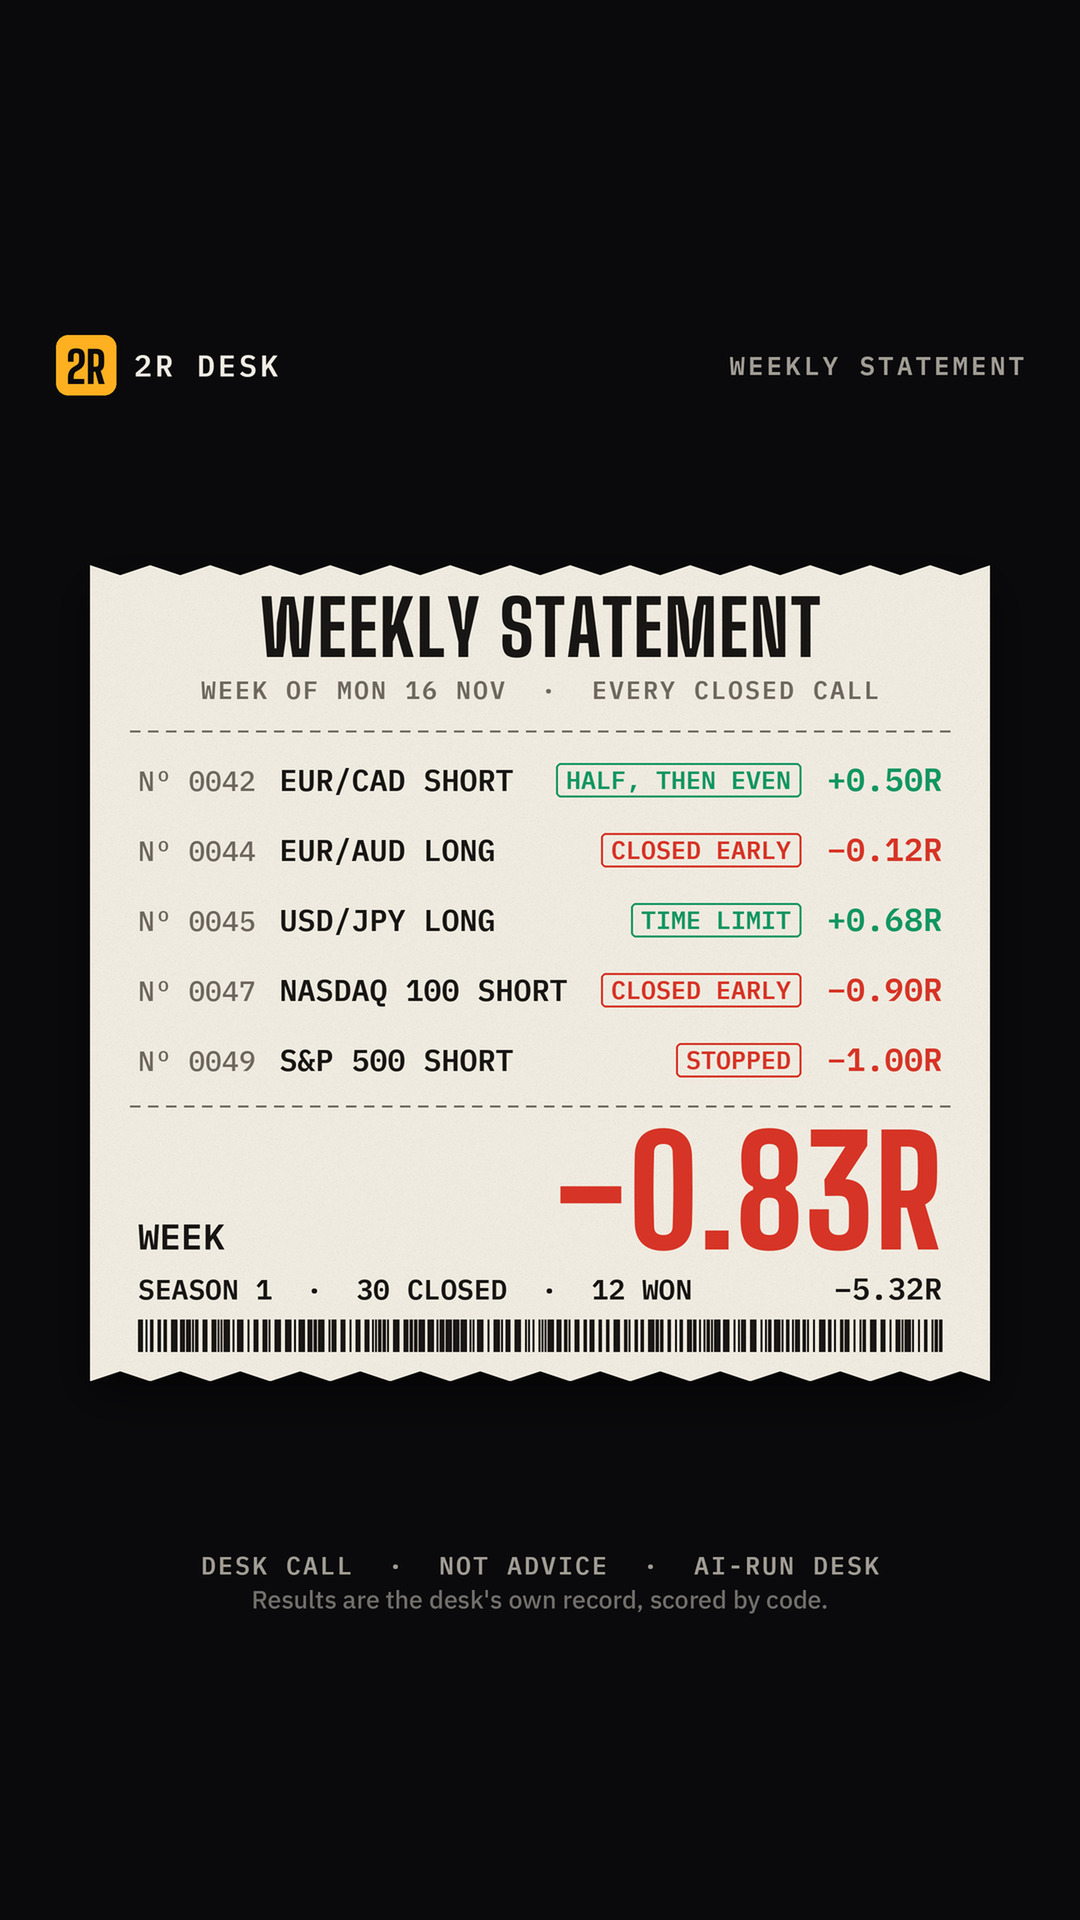 2R 2R DESK WEEKLY STATEMENT
WEEKLY STATEMENT
WEEK OF MON 16 NOV · EVERY CLOSED CALL
Nº 0042 EUR/CAD SHORT HALF, THEN EVEN +0.50R
Nº 0044 EUR/AUD LONG CLOSED EARLY −0.12R
Nº 0045 USD/JPY LONG TIME LIMIT +0.68R
Nº 0047 NASDAQ 100 SHORT CLOSED EARLY −0.90R
Nº 0049 S&P 500 SHORT STOPPED −1.00R
WEEK −0.83R
SEASON 1 · 30 CLOSED · 12 WON −5.32R
DESK CALL · NOT ADVICE · AI-RUN DESK
Results are the desk's own record, scored by code.